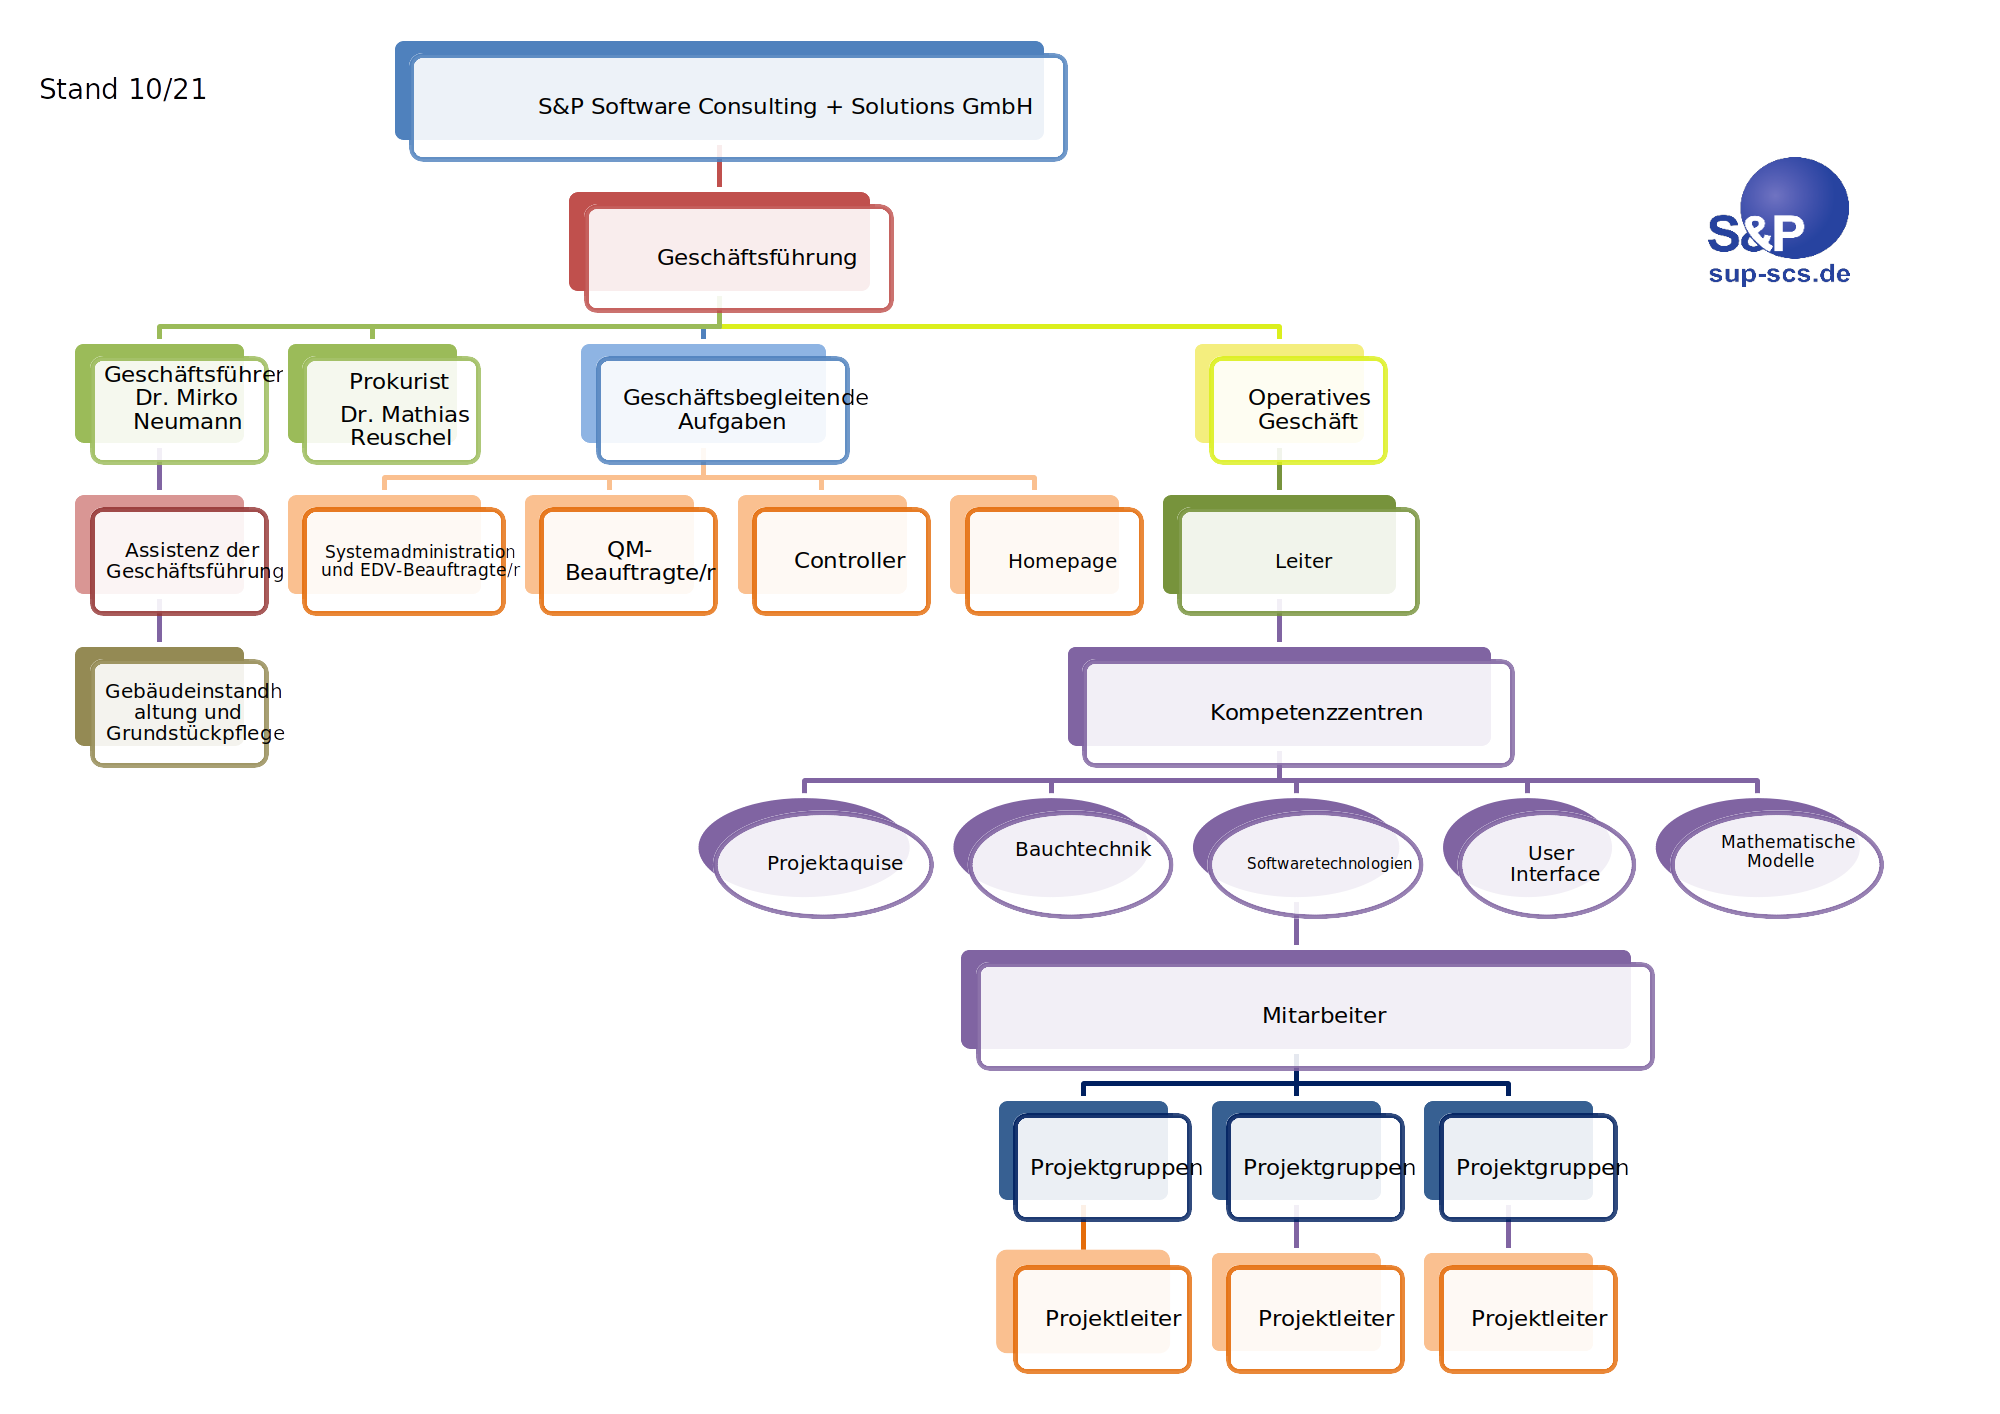 Stand 10/21
S&P Software Consulting + Solutions GmbH
S&P
sup-scs.de
Geschäftsführung
Geschäftsführer
Dr. Mirko
Neumann
Prokurist
Dr. Mathias
Reuschel
Geschäftsbegleitende
Aufgaben
Operatives
Geschäft
Assistenz der
Geschäftsführung
Systemadministration
und EDV-Beauftragte/r
QM-
Beauftragte/r
Controller
Homepage
Leiter
Gebäudeinstandh
altung und
Grundstückpflege
Kompetenzzentren
Projektaquise
Bauchtechnik
Softwaretechnologien
User
Interface
Mathematische
Modelle
Mitarbeiter
Projektgruppen
Projektgruppen
Projektgruppen
Projektleiter
Projektleiter
Projektleiter